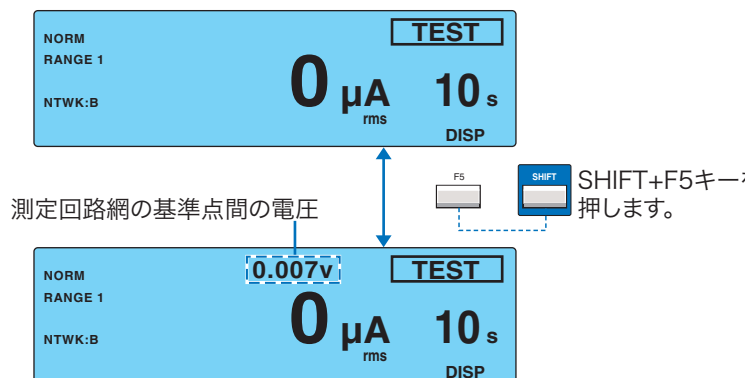 NORM
TEST
RANGE 1
0 μA rms
10 s
NTWK:B
DISP
F5
SHIFT
SHIFT+F5キーを
押します。
測定回路網の基準点間の電圧
NORM
0.007v
TEST
RANGE 1
0 μA rms
10 s
NTWK:B
DISP